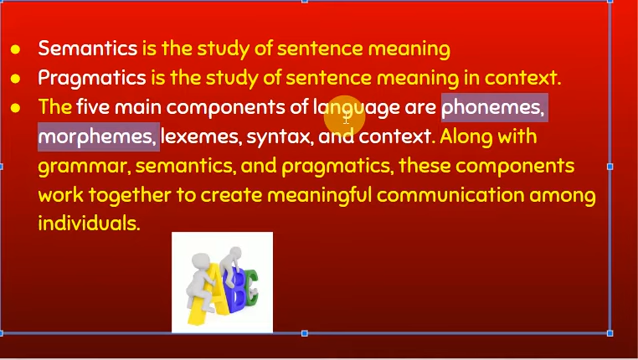 Semantics is the study of sentence meaning
Pragmatics is the study of sentence meaning in context.
The five main components of language are phonemes,
morphemes, lexemes, syntax, and context. Along with
grammar, semantics, and pragmatics, these components
work together to create meaningful communication among
individuals.
ABC